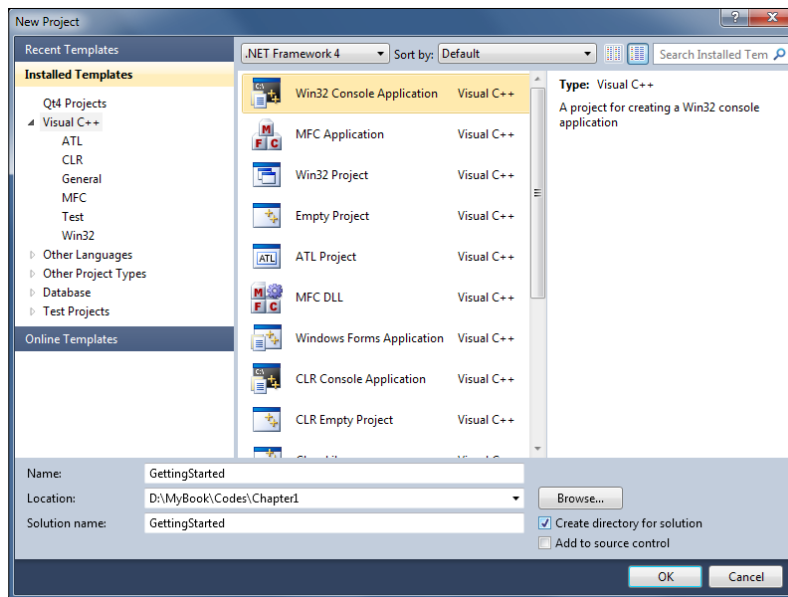 New Project
Recent Templates
Installed Templates
Qt4 Projects
Visual C++
ATL
CLR
General
MFC
Test
Win32
Other Languages
Other Project Types
Database
Test Projects
Online Templates
.NET Framework 4 Sort by: Default Search Installed Tem
Win32 Console Application Visual C++
MFC Application Visual C++
Win32 Project Visual C++
Empty Project Visual C++
ATL Project Visual C++
MFC DLL Visual C++
Windows Forms Application Visual C++
CLR Console Application Visual C++
CLR Empty Project Visual C++
Type: Visual C++
A project for creating a Win32 console
application
Name: GettingStarted
Location: D:\MyBook\Codes\Chapter1 Browse...
Solution name: GettingStarted
Create directory for solution
Add to source control
OK Cancel